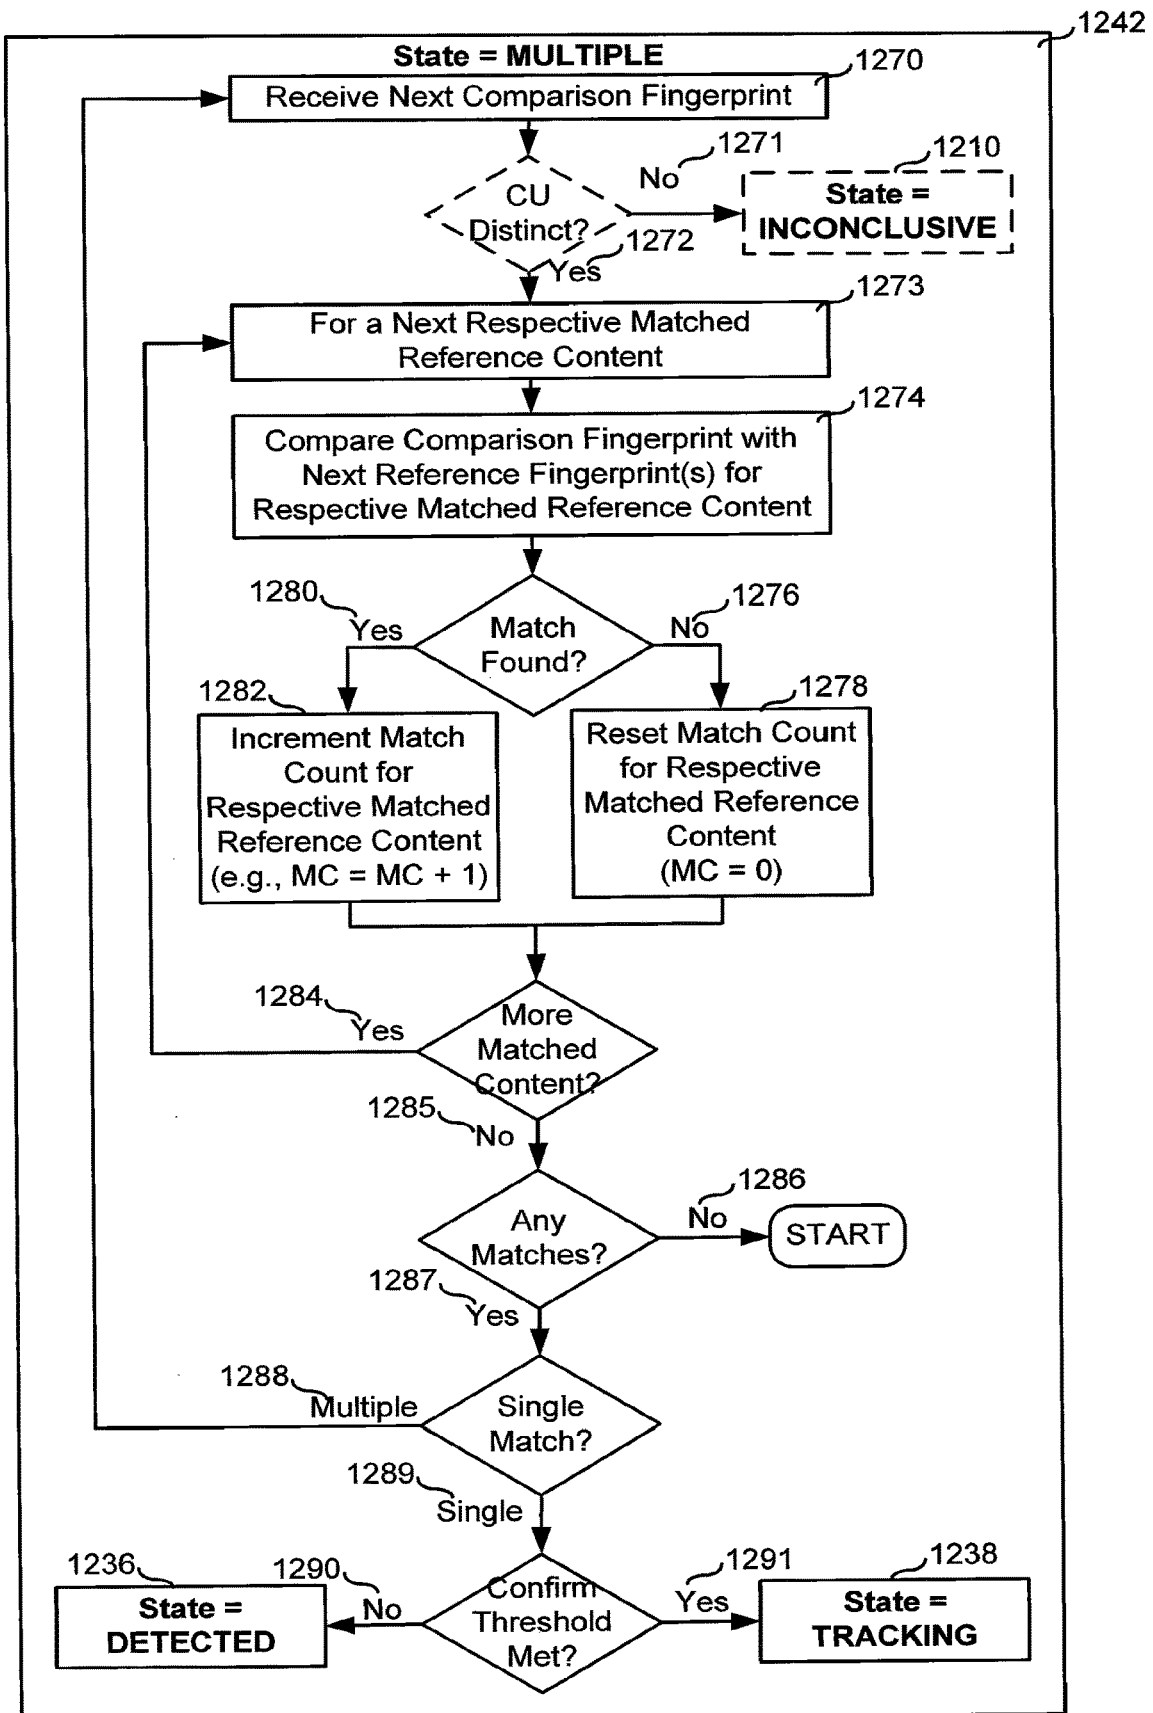 1242
State = MULTIPLE
1270
Receive Next Comparison Fingerprint
1271
No
1210
CU
Distinct?
State =
INCONCLUSIVE
1272
Yes
1273
For a Next Respective Matched
Reference Content
1274
Compare Comparison Fingerprint with
Next Reference Fingerprint(s) for
Respective Matched Reference Content
1280
Yes
1276
No
Match
Found?
1282
Increment Match
Count for
Respective Matched
Reference Content
(e.g., MC = MC + 1)
1278
Reset Match Count
for Respective
Matched Reference
Content
(MC = 0)
1284
Yes
More
Matched
Content?
1285
No
1286
No
Any
Matches?
START
1287
Yes
1288
Multiple
Single
Match?
1289
Single
1236
State =
DETECTED
1290
No
Confirm
Threshold
Met?
1291
Yes
1238
State =
TRACKING